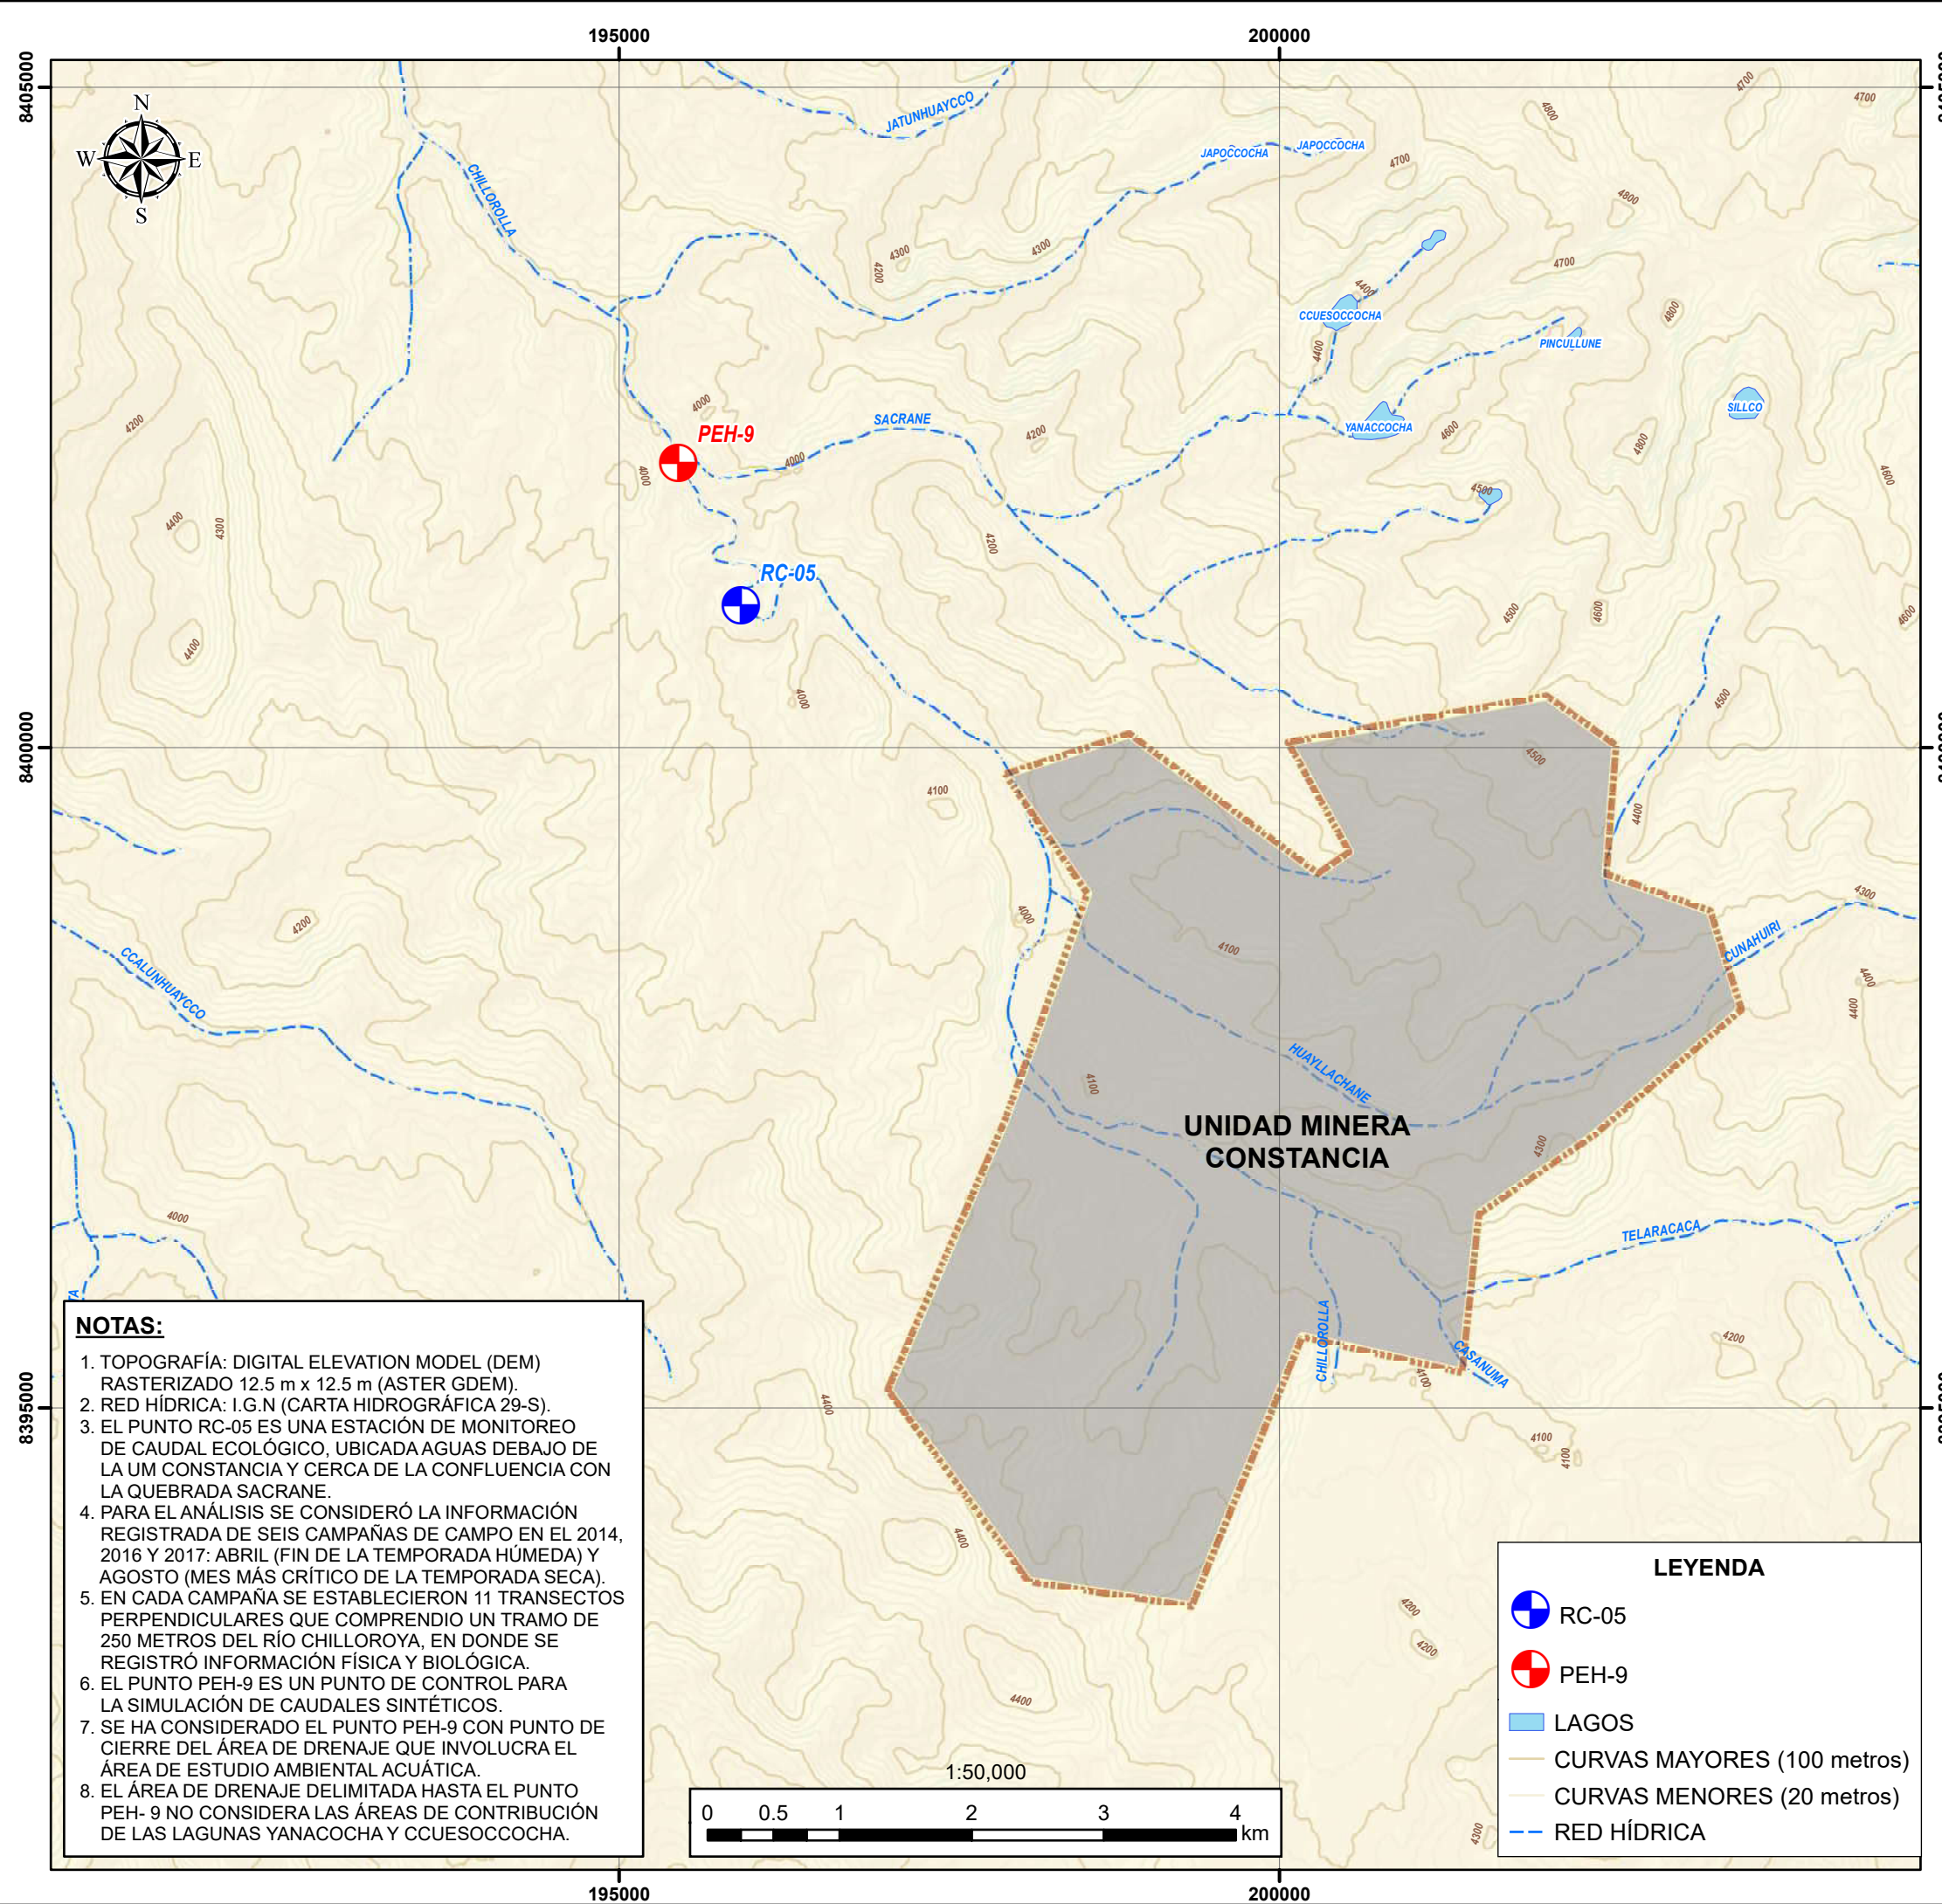 195000
200000
8405000
N
W
E
S
JATUNHUAYCCO
JAPOCCOCHA
JAPOCCOCHA
CHILLOROLLA
4700
4700
4800
4700
4800
4300
4300
4200
4700
4400
CCUESOCCOCHA
4800
4400
PINCULLUNE
4000
SACRANE
SILLCO
4200
PEH-9
4200
YANACCOCHA
4600
4800
4000
4000
4500
4600
4400
4300
4200
RC-05
4500
4600
4600
4400
4000
4500
8400000
4500
4100
4400
4300
4200
4000
4100
CUNAHUIRI
CCALUNHUAYCCO
4400
4400
HUAYLLACHANE
4100
UNIDAD MINERA
CONSTANCIA
4300
4000
TELARACACA
CHILLOROLLA
CASANUMA
4200
4100
4400
8395000
4100
4100
4400
4200
4200
4400
4300
NOTAS:
1. TOPOGRAFÍA: DIGITAL ELEVATION MODEL (DEM)
RASTERIZADO 12.5 m x 12.5 m (ASTER GDEM).
2. RED HÍDRICA: I.G.N (CARTA HIDROGRÁFICA 29-S).
3. EL PUNTO RC-05 ES UNA ESTACIÓN DE MONITOREO
DE CAUDAL ECOLÓGICO, UBICADA AGUAS DEBAJO DE
LA UM CONSTANCIA Y CERCA DE LA CONFLUENCIA CON
LA QUEBRADA SACRANE.
4. PARA EL ANÁLISIS SE CONSIDERÓ LA INFORMACIÓN
REGISTRADA DE SEIS CAMPAÑAS DE CAMPO EN EL 2014,
2016 Y 2017: ABRIL (FIN DE LA TEMPORADA HÚMEDA) Y
AGOSTO (MES MÁS CRÍTICO DE LA TEMPORADA SECA).
5. EN CADA CAMPAÑA SE ESTABLECIERON 11 TRANSECTOS
PERPENDICULARES QUE COMPRENDIO UN TRAMO DE
250 METROS DEL RÍO CHILLOROYA, EN DONDE SE
REGISTRÓ INFORMACIÓN FÍSICA Y BIOLÓGICA.
6. EL PUNTO PEH-9 ES UN PUNTO DE CONTROL PARA
LA SIMULACIÓN DE CAUDALES SINTÉTICOS.
7. SE HA CONSIDERADO EL PUNTO PEH-9 CON PUNTO DE
CIERRE DEL ÁREA DE DRENAJE QUE INVOLUCRA EL
ÁREA DE ESTUDIO AMBIENTAL ACUÁTICA.
8. EL ÁREA DE DRENAJE DELIMITADA HASTA EL PUNTO
PEH- 9 NO CONSIDERA LAS ÁREAS DE CONTRIBUCIÓN
DE LAS LAGUNAS YANACOCHA Y CCUESOCCOCHA.
1:50,000
0 0.5 1 2 3 4
km
LEYENDA
RC-05
PEH-9
LAGOS
CURVAS MAYORES (100 metros)
CURVAS MENORES (20 metros)
RED HÍDRICA
195000
200000